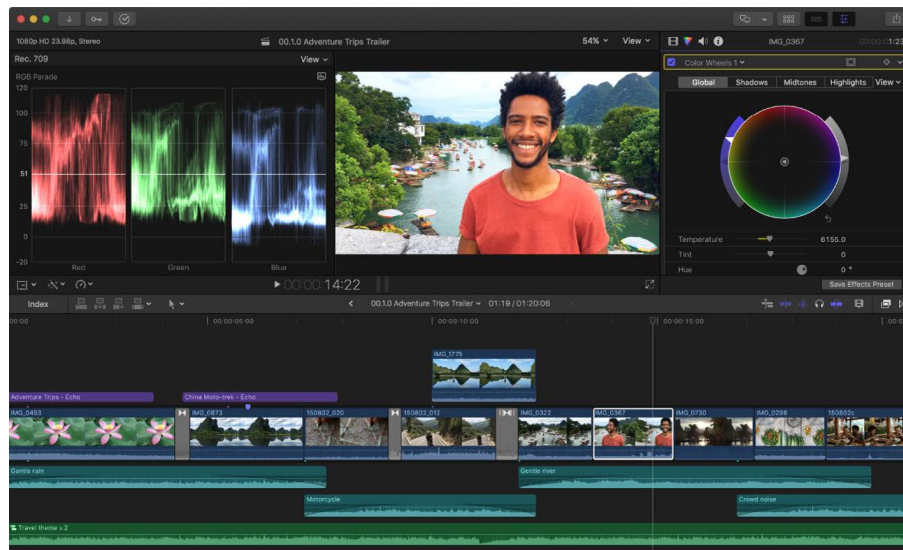 1080p HD 23.98p, Stereo
00.1.0 Adventure Trips Trailer
54%
View
IMG_0367
00:00:01:23
Rec. 709
View
Color Wheels 1
RGB Parade
Global
Shadows
Midtones
Highlights
View
120
100
75
51
25
0
-20
Red
Green
Blue
Temperature
6155.0
Tint
0
Hue
0 °
00:00:14:22
Save Effects Preset
Index
00.1.0 Adventure Trips Trailer
01:19 / 01:20:06
00:00:05:00
00:00:10:00
00:00:15:00
IMG_1775
Adventure Trips - Echo
China Moto-trek - Echo
IMG_0453
IMG_0873
150802_020
150802_012
IMG_0322
IMG_0367
IMG_0730
IMG_0298
150802c
Gentle rain
Gentle river
Motorcycle
Crowd noise
Travel theme v.2